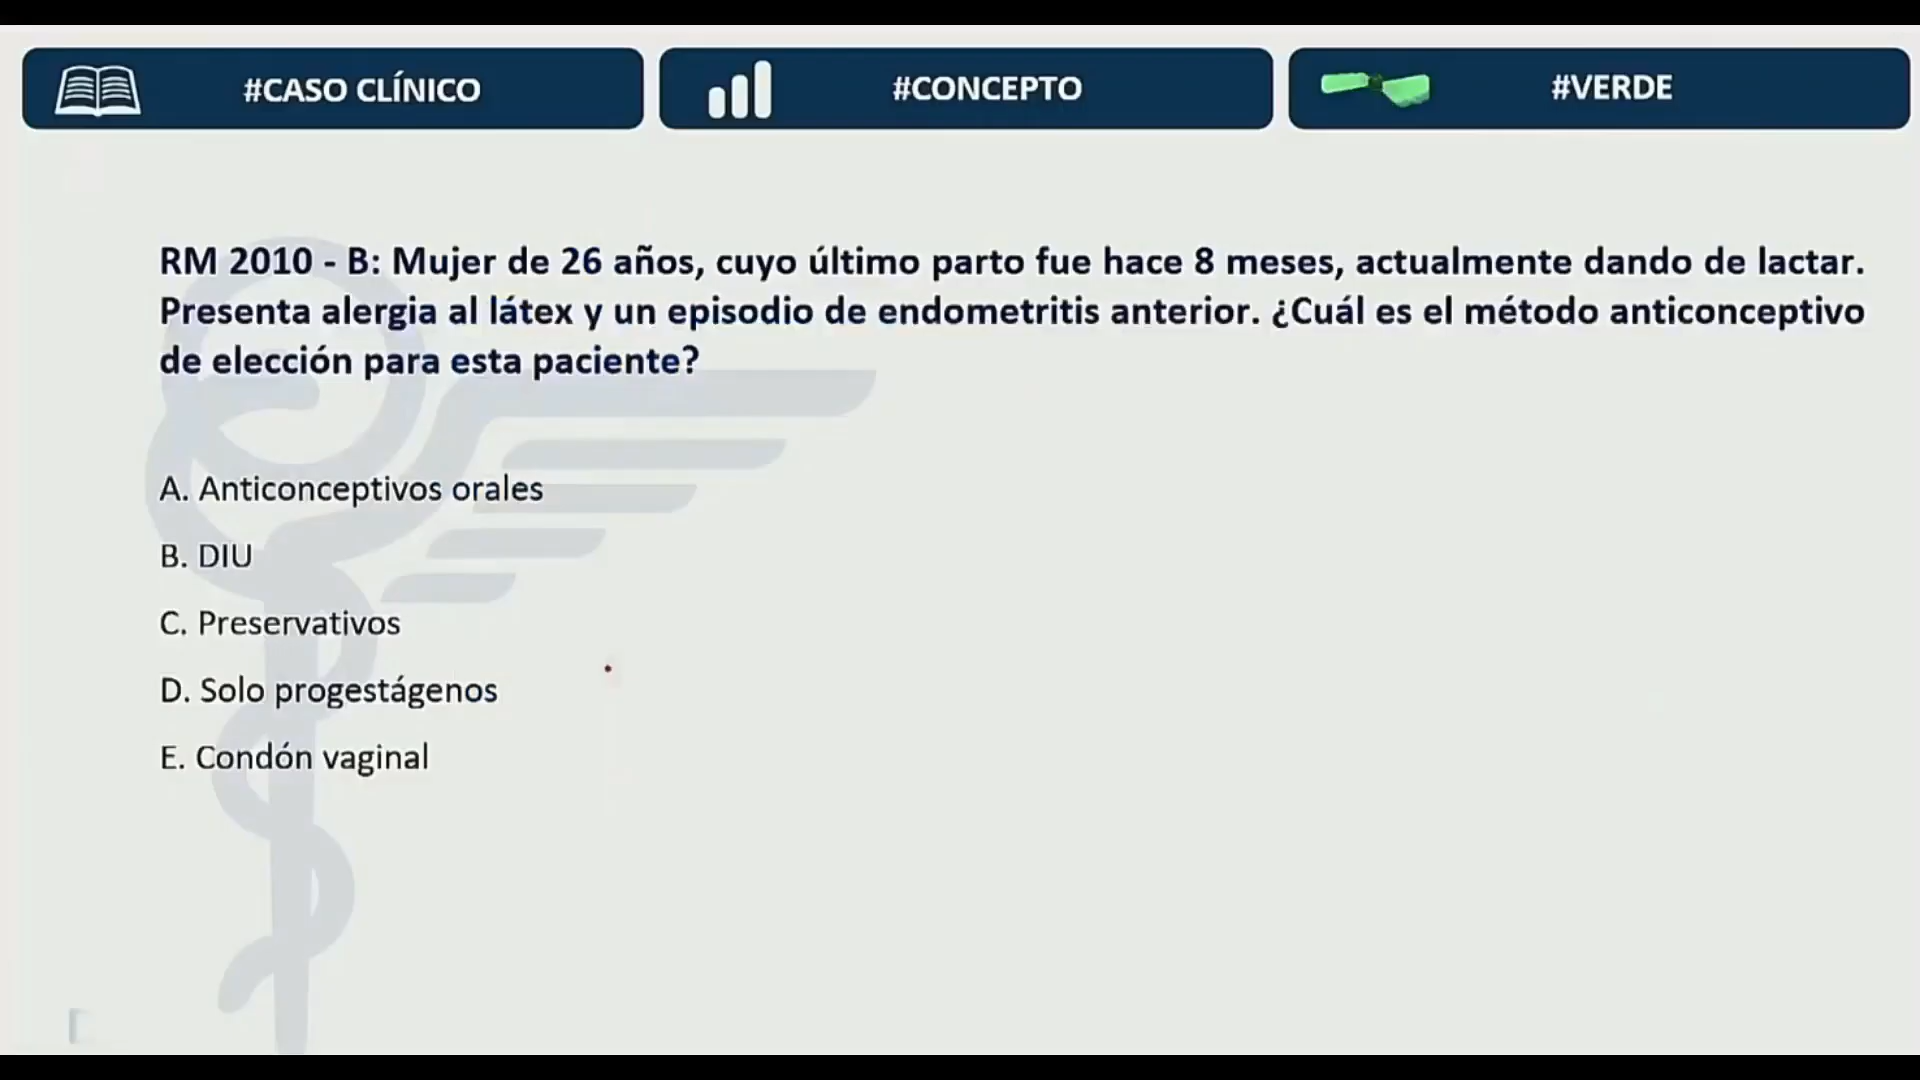 #CASO CLÍNICO
#CONCEPTO
#VERDE
RM 2010 - B: Mujer de 26 años, cuyo último parto fue hace 8 meses, actualmente dando de lactar.
Presenta alergia al látex y un episodio de endometritis anterior. ¿Cuál es el método anticonceptivo
de elección para esta paciente?
A. Anticonceptivos orales
B. DIU
C. Preservativos
D. Solo progestágenos
E. Condón vaginal